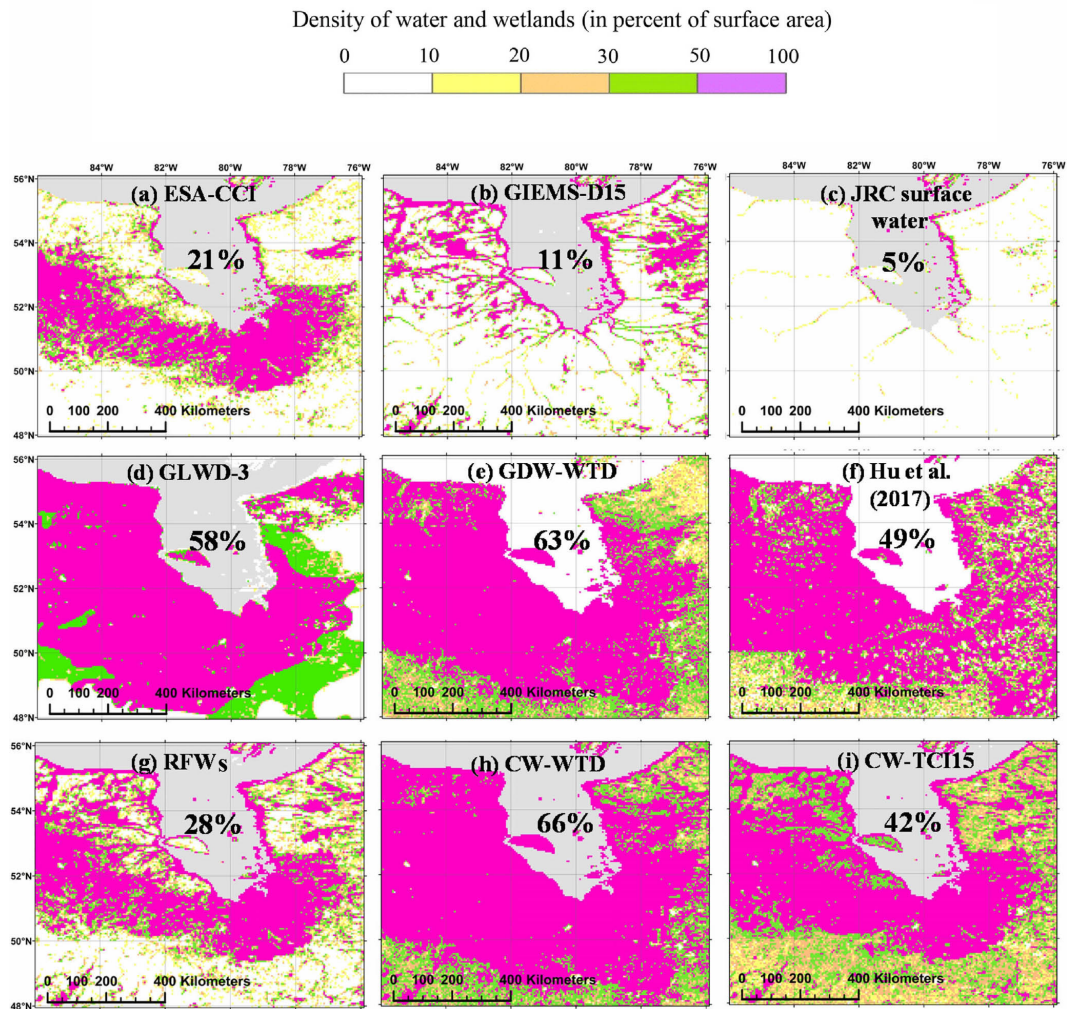 Density of water and wetlands (in percent of surface area)
0 10 20 30 50 100
84°W 82°W 80°W 78°W 76°W 84°W 82°W 80°W 78°W 76°W 84°W 82°W 80°W 78°W 76°W
56°N
54°N
52°N
50°N
48°N
(a) ESA-CCI
21%
0 100 200 400 Kilometers
(b) GIEMS-D15
11%
0 100 200 400 Kilometers
(c) JRC surface
water
5%
0 100 200 400 Kilometers
56°N
54°N
52°N
50°N
48°N
(d) GLWD-3
58%
0 100 200 400 Kilometers
(e) GDW-WTD
63%
0 100 200 400 Kilometers
(f) Hu et al.
(2017)
49%
0 100 200 400 Kilometers
56°N
54°N
52°N
50°N
48°N
(g) RFWs
28%
0 100 200 400 Kilometers
(h) CW-WTD
66%
0 100 200 400 Kilometers
(i) CW-TCI15
42%
0 100 200 400 Kilometers